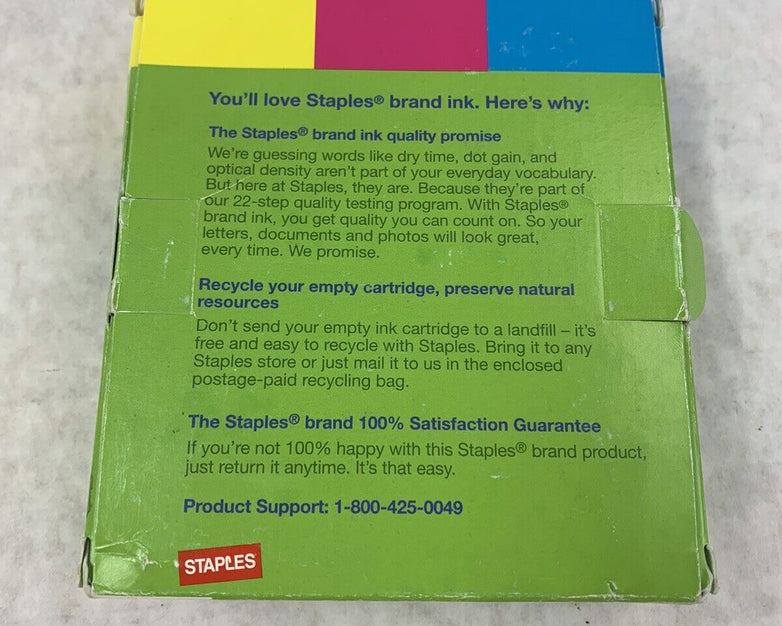 You'll love Staples® brand ink. Here's why:
The Staples® brand ink quality promise
We're guessing words like dry time, dot gain, and
optical density aren't part of your everyday vocabulary.
But here at Staples, they are. Because they're part of
our 22-step quality testing program. With Staples®
brand ink, you get quality you can count on. So your
letters, documents and photos will look great,
every time. We promise.
Recycle your empty cartridge, preserve natural
resources
Don't send your empty ink cartridge to a landfill – it's
free and easy to recycle with Staples. Bring it to any
Staples store or just mail it to us in the enclosed
postage-paid recycling bag.
The Staples® brand 100% Satisfaction Guarantee
If you're not 100% happy with this Staples® brand product,
just return it anytime. It's that easy.
Product Support: 1-800-425-0049
STAPLES